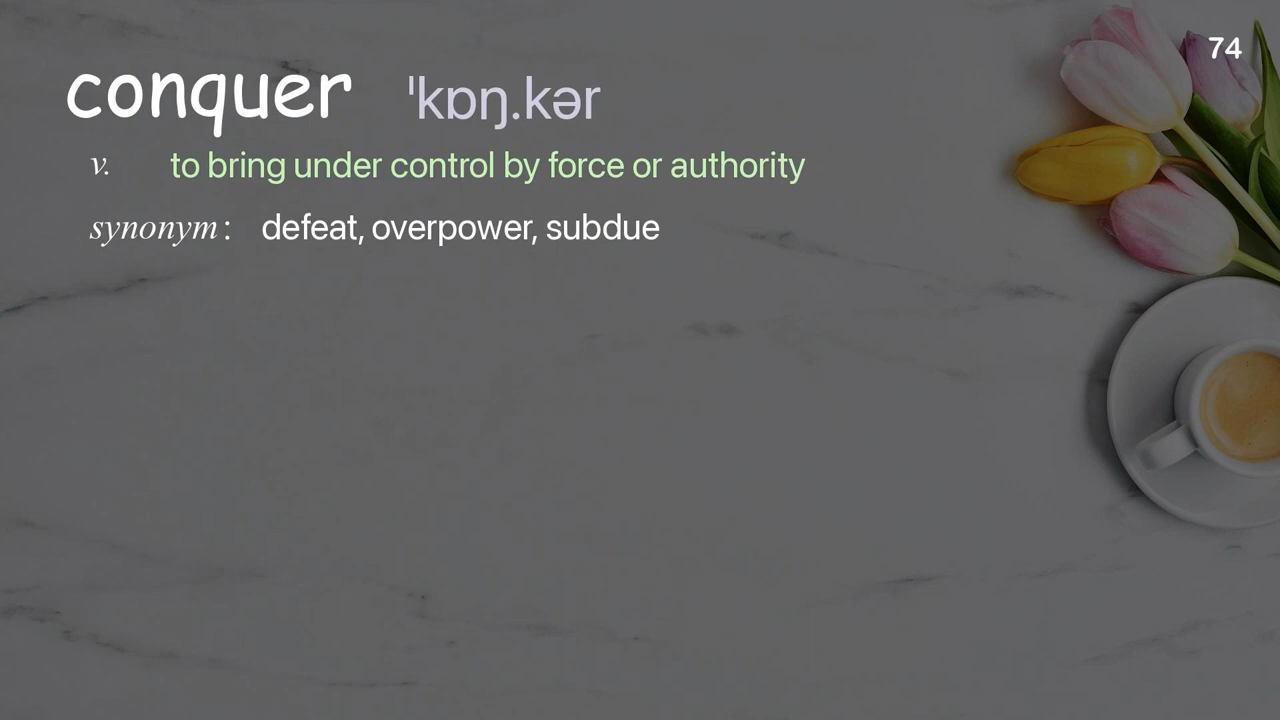 74
conquer ˈkɒŋ.kər
v. to bring under control by force or authority
synonym: defeat, overpower, subdue